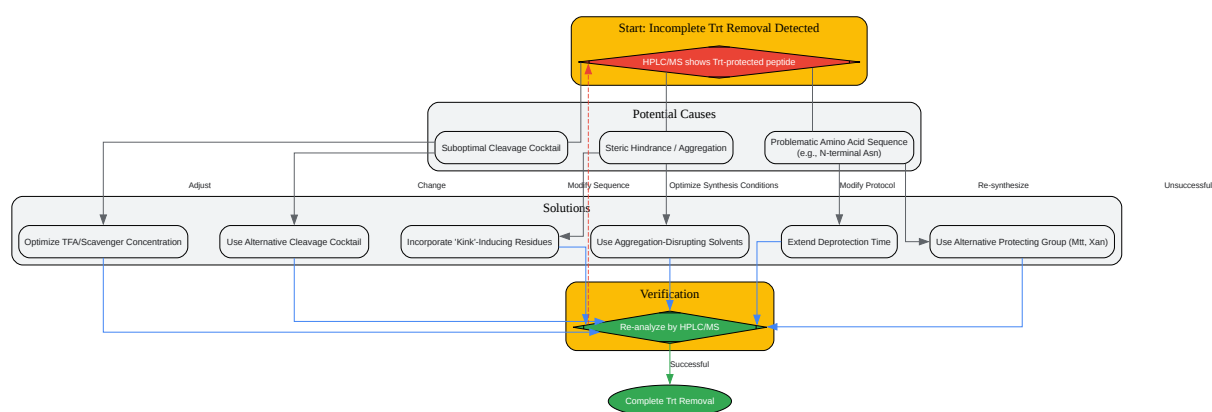 Start: Incomplete Trt Removal Detected
HPLC/MS shows Trt-protected peptide
Potential Causes
Suboptimal Cleavage Cocktail
Steric Hindrance / Aggregation
Problematic Amino Acid Sequence
(e.g., N-terminal Asn)
Adjust
Change
Modify Sequence
Optimize Synthesis Conditions
Modify Protocol
Re-synthesize
Unsuccessful
Solutions
Optimize TFA/Scavenger Concentration
Use Alternative Cleavage Cocktail
Incorporate 'Kink'-Inducing Residues
Use Aggregation-Disrupting Solvents
Extend Deprotection Time
Use Alternative Protecting Group (Mtt, Xan)
Verification
Re-analyze by HPLC/MS
Successful
Complete Trt Removal